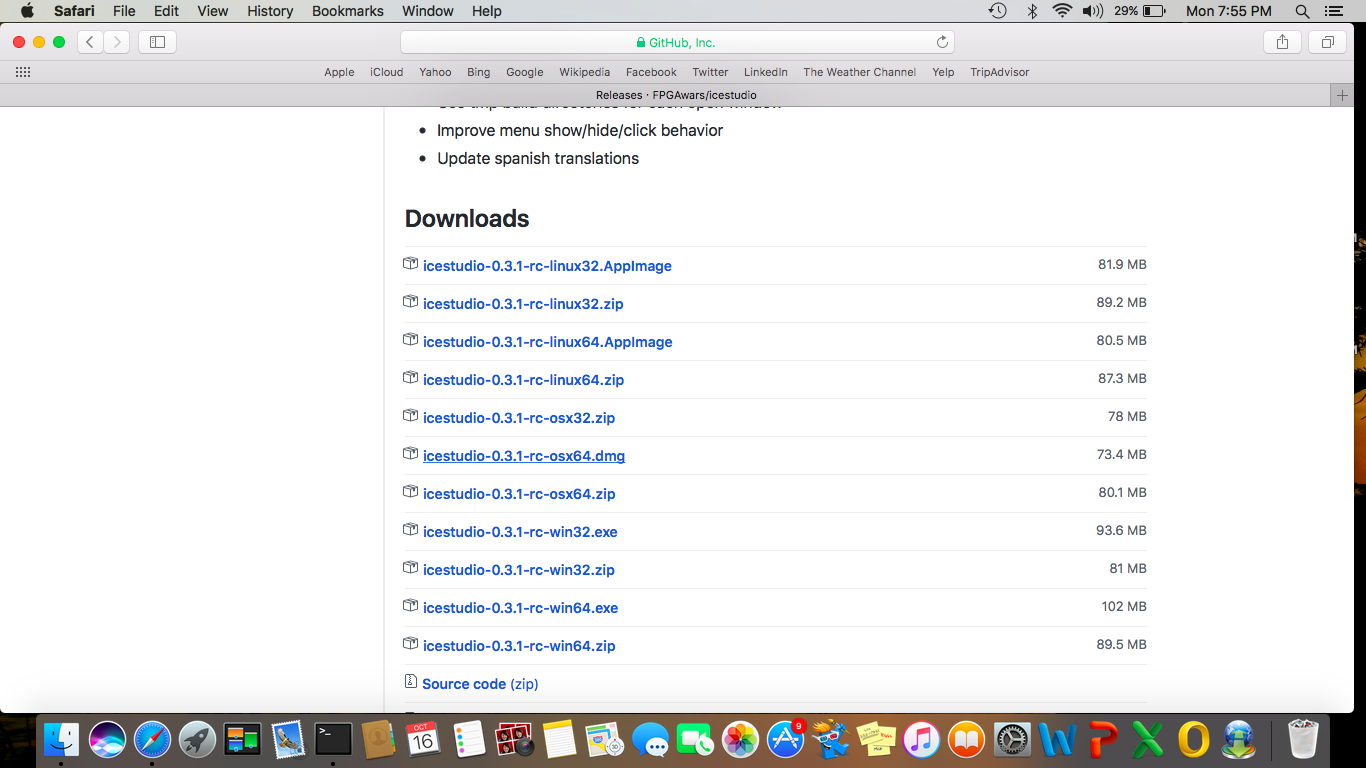 Safari File Edit View History Bookmarks Window Help 29% Mon 7:55 PM
GitHub, Inc.
Apple iCloud Yahoo Bing Google Wikipedia Facebook Twitter LinkedIn The Weather Channel Yelp TripAdvisor
Releases · FPGAwars/icestudio
Use tmp build directories for each open window
• Improve menu show/hide/click behavior
• Update spanish translations
Downloads
icestudio-0.3.1-rc-linux32.AppImage 81.9 MB
icestudio-0.3.1-rc-linux32.zip 89.2 MB
icestudio-0.3.1-rc-linux64.AppImage 80.5 MB
icestudio-0.3.1-rc-linux64.zip 87.3 MB
icestudio-0.3.1-rc-osx32.zip 78 MB
icestudio-0.3.1-rc-osx64.dmg 73.4 MB
icestudio-0.3.1-rc-osx64.zip 80.1 MB
icestudio-0.3.1-rc-win32.exe 93.6 MB
icestudio-0.3.1-rc-win32.zip 81 MB
icestudio-0.3.1-rc-win64.exe 102 MB
icestudio-0.3.1-rc-win64.zip 89.5 MB
Source code (zip)
OCT
16
9